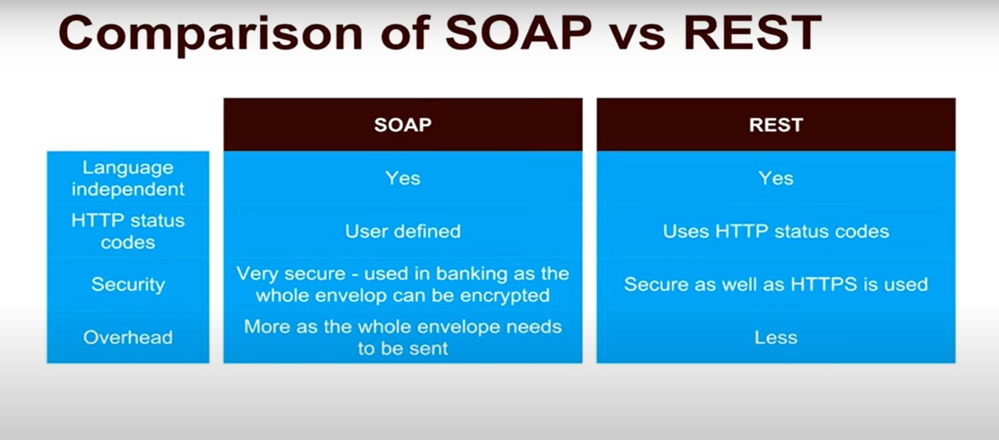 Comparison of SOAP vs REST
SOAP
REST
Language
independent
Yes
Yes
HTTP status
codes
User defined
Uses HTTP status codes
Security
Very secure - used in banking as the
whole envelop can be encrypted
Secure as well as HTTPS is used
Overhead
More as the whole envelope needs
to be sent
Less